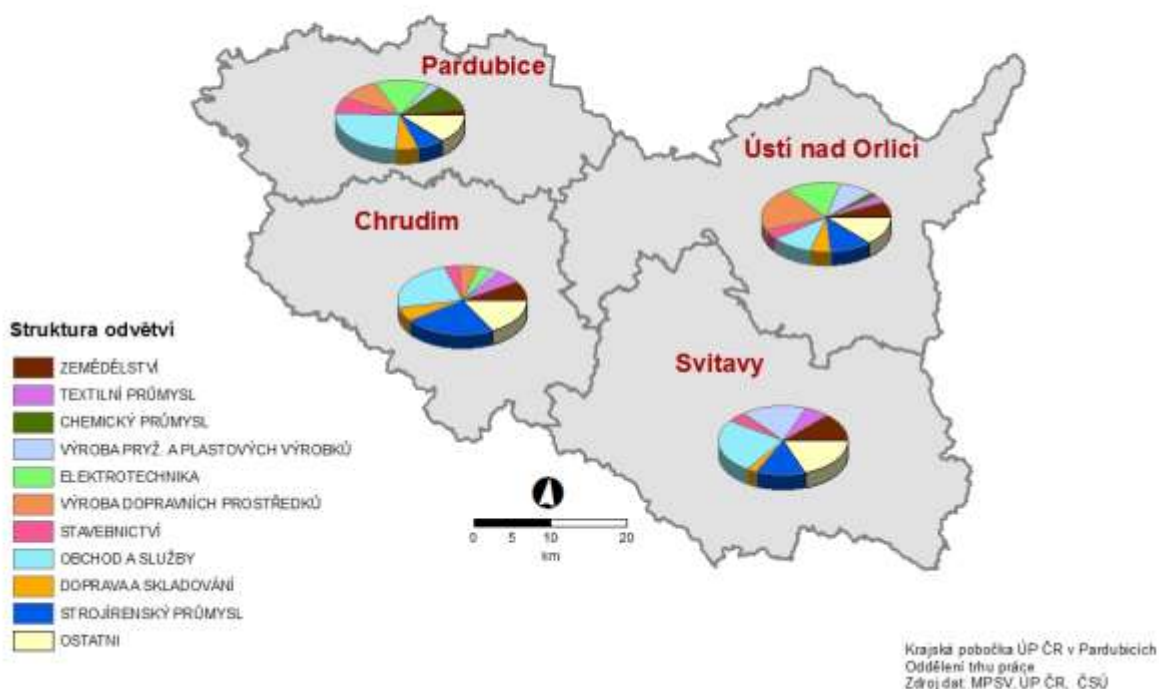 Pardubice
Ústí nad Orlicí
Chrudim
Svitavy
Struktura odvětví
ZEMĚDĚLSTVÍ
TEXTILNÍ PRŮMYSL
CHEMICKÝ PRŮMYSL
VÝROBA PRYŽ. A PLASTOVÝCH VÝROBKŮ
ELEKTROTECHNIKA
VÝROBA DOPRAVNÍCH PROSTŘEDKŮ
STAVEBNICTVÍ
OBCHOD A SLUŽBY
DOPRAVA A SKLADOVÁNÍ
STROJÍRENSKÝ PRŮMYSL
OSTATNI
0 5 10 20
km
Krajská pobočka ÚP ČR v Pardubicích
Oddělení trhu práce
Zdroj dat: MPSV, ÚP ČR, ČSÚ